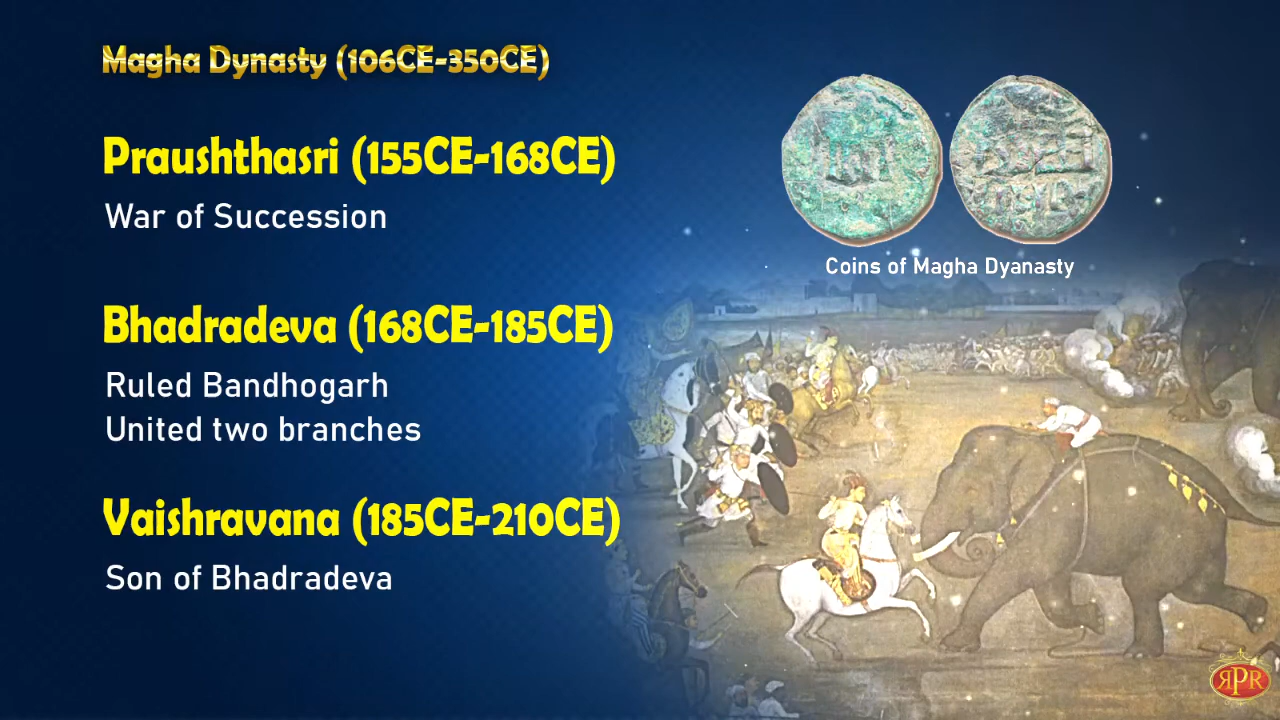 Magha Dynasty (106CE-350CE)
Praushthasri (155CE-168CE)
War of Succession
Bhadradeva (168CE-185CE)
Ruled Bandhogarh
United two branches
Vaishravana (185CE-210CE)
Son of Bhadradeva
Coins of Magha Dyanasty
RPR